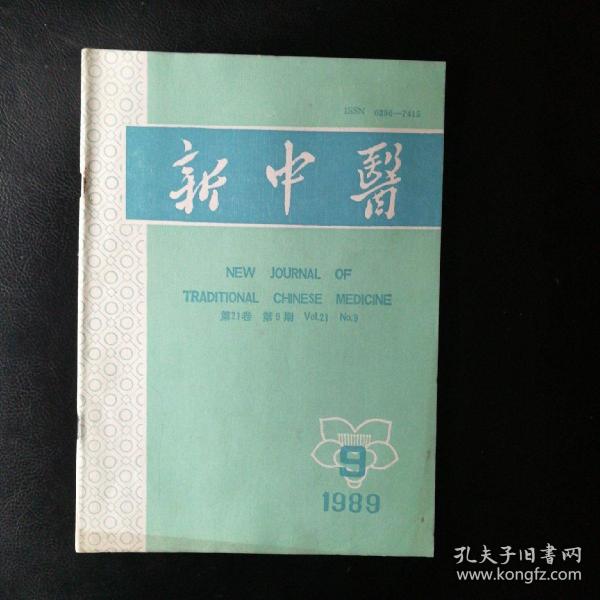 ISSN 0256—7415
新中醫
NEW JOURNAL OF
TRADITIONAL CHINESE MEDICINE
第21卷 第9期 Vol.21 No.9
9
1989
孔夫子旧书网
www.kongfz.com